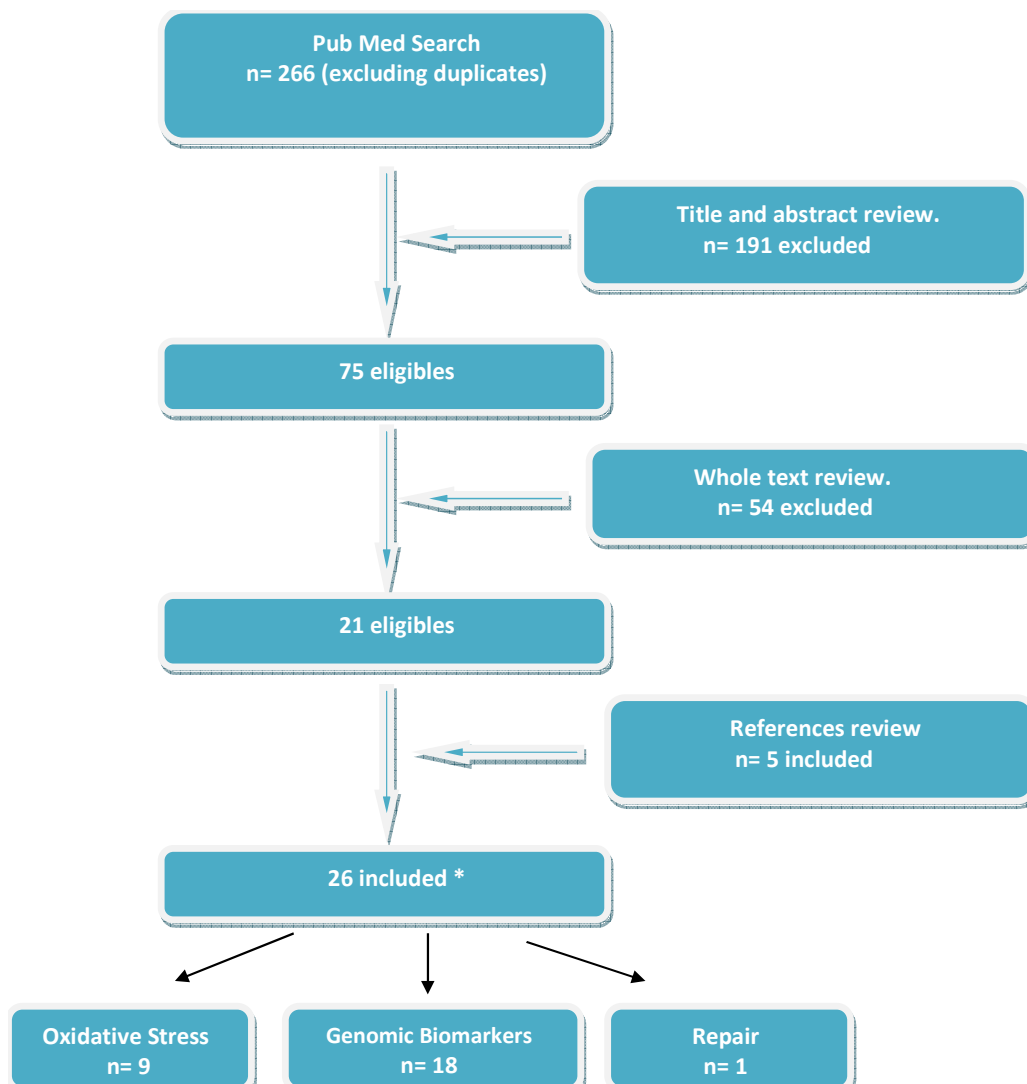 Pub Med Search
n= 266 (excluding duplicates)
Title and abstract review.
n= 191 excluded
75 eligibles
Whole text review.
n= 54 excluded
21 eligibles
References review
n= 5 included
26 included *
Oxidative Stress
n= 9
Genomic Biomarkers
n= 18
Repair
n= 1